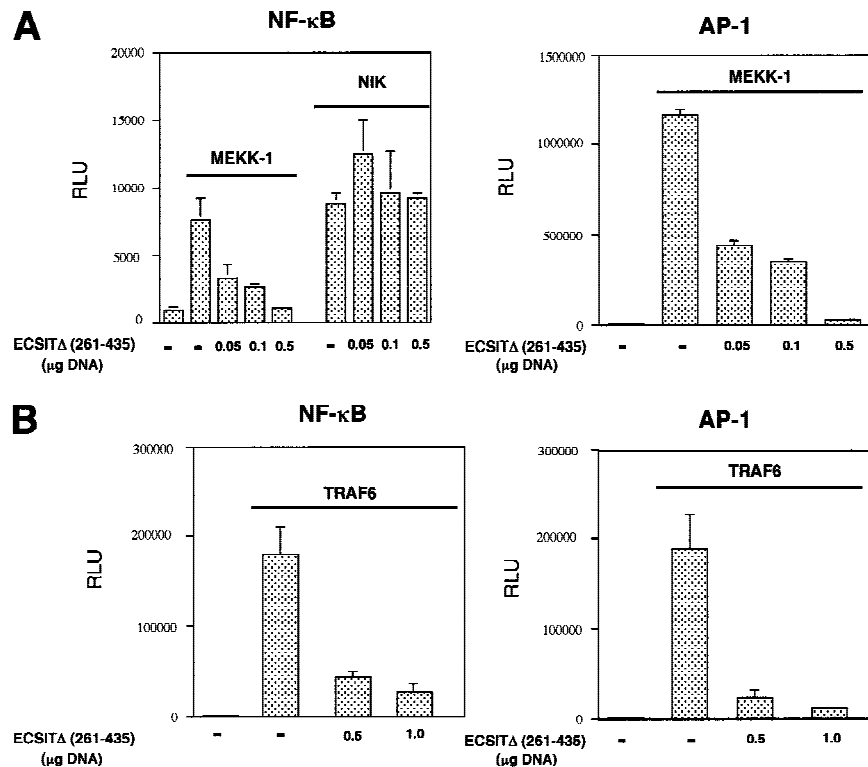 A
NF-κB
AP-1
20000
15000
10000
5000
0
RLU
MEKK-1
NIK
ECSITΔ (261-435)
(μg DNA)
- - 0.05 0.1 0.5 - 0.05 0.1 0.5
1500000
1000000
500000
0
RLU
MEKK-1
ECSITΔ (261-435)
(μg DNA)
- - 0.05 0.1 0.5
B
NF-κB
AP-1
300000
200000
100000
0
RLU
TRAF6
ECSITΔ (261-435)
(μg DNA)
- - 0.5 1.0
300000
200000
100000
0
RLU
TRAF6
ECSITΔ (261-435)
(μg DNA)
- - 0.5 1.0